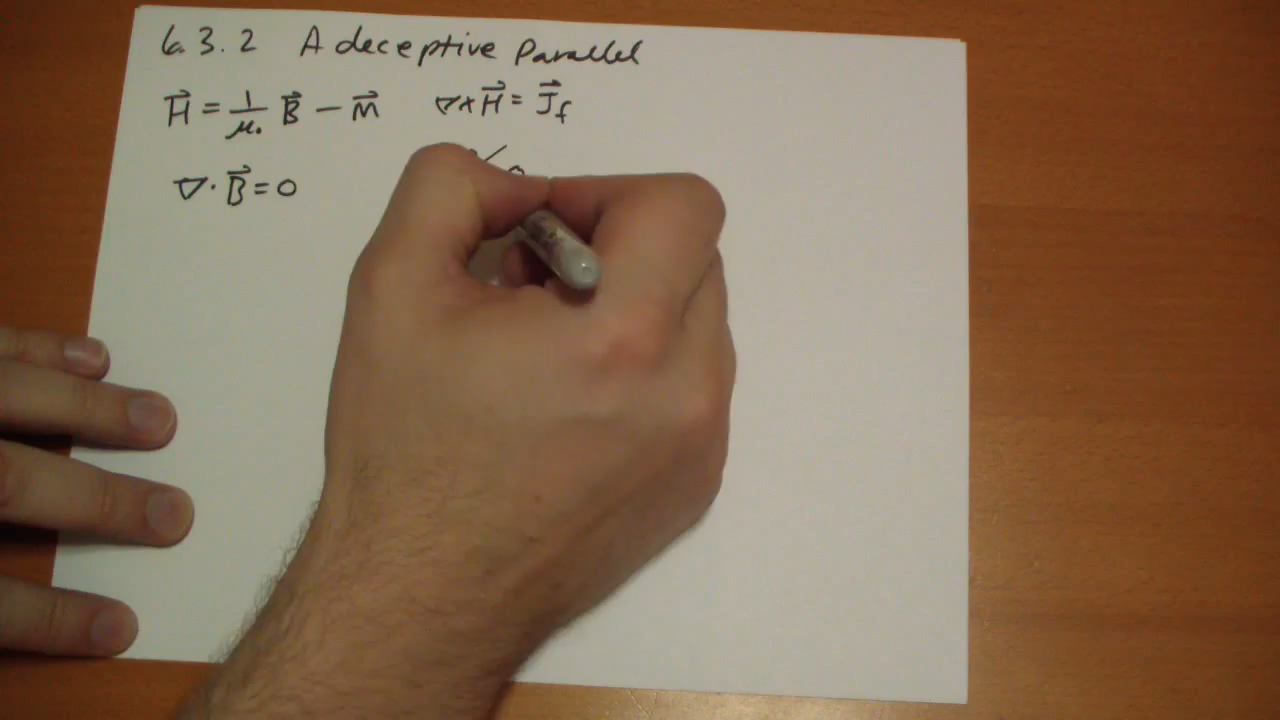 6.3.2 A deceptive Parallel
H⃗ = 1/μ₀ B⃗ − M⃗   ∇×H⃗ = J⃗f
∇·B⃗ = 0